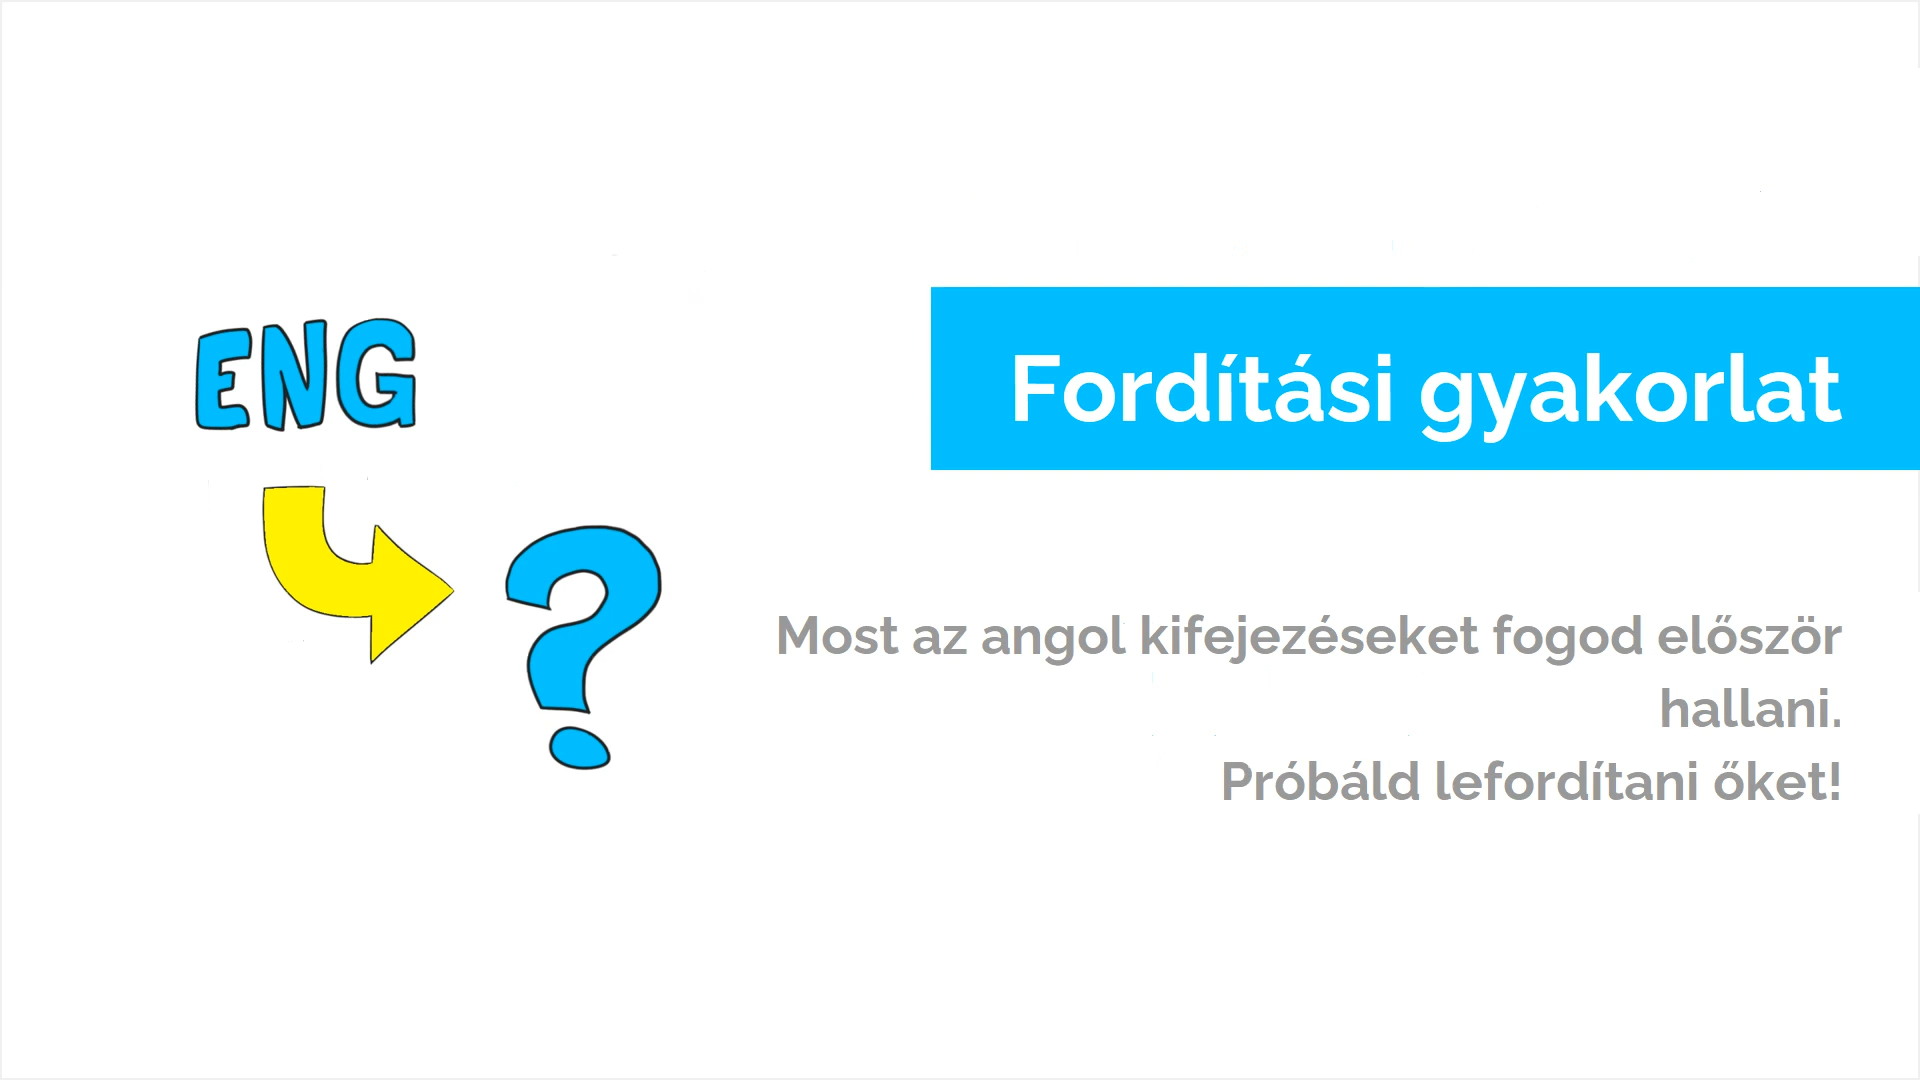 ENG
?
Fordítási gyakorlat
Most az angol kifejezéseket fogod először
hallani.
Próbáld lefordítani őket!